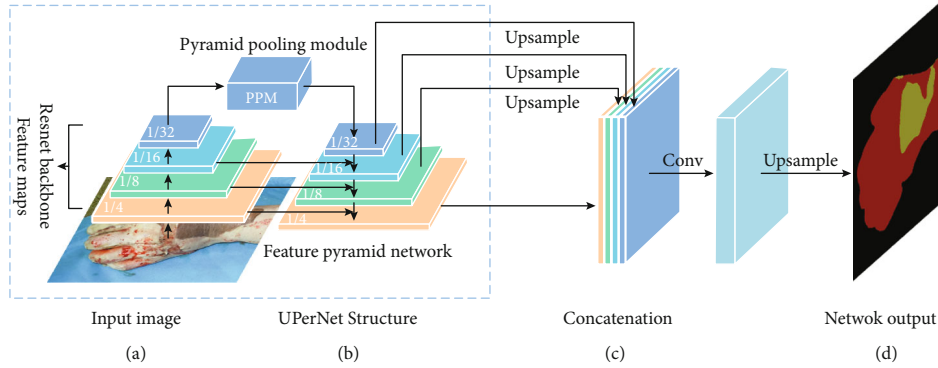 Pyramid pooling module
PPM
Upsample
Upsample
Upsample
Resnet backbone
Feature maps
1/32
1/16
1/8
1/4
1/32
1/16
1/8
1/4
Feature pyramid network
Conv
Upsample
Input image
UPerNet Structure
Concatenation
Netwok output
(a)
(b)
(c)
(d)